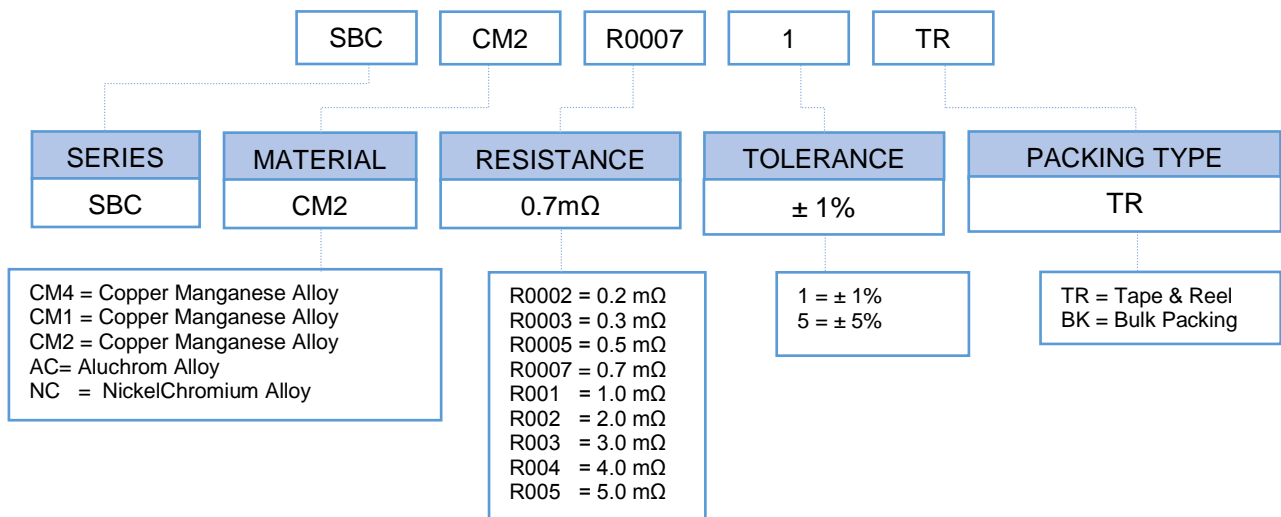 SBC CM2 R0007 1 TR
SERIES MATERIAL RESISTANCE TOLERANCE PACKING TYPE
SBC CM2 0.7mΩ ± 1% TR
CM4 = Copper Manganese Alloy
CM1 = Copper Manganese Alloy
CM2 = Copper Manganese Alloy
AC= Aluchrom Alloy
NC = NickelChromium Alloy
R0002 = 0.2 mΩ
R0003 = 0.3 mΩ
R0005 = 0.5 mΩ
R0007 = 0.7 mΩ
R001 = 1.0 mΩ
R002 = 2.0 mΩ
R003 = 3.0 mΩ
R004 = 4.0 mΩ
R005 = 5.0 mΩ
1 = ± 1%
5 = ± 5%
TR = Tape & Reel
BK = Bulk Packing